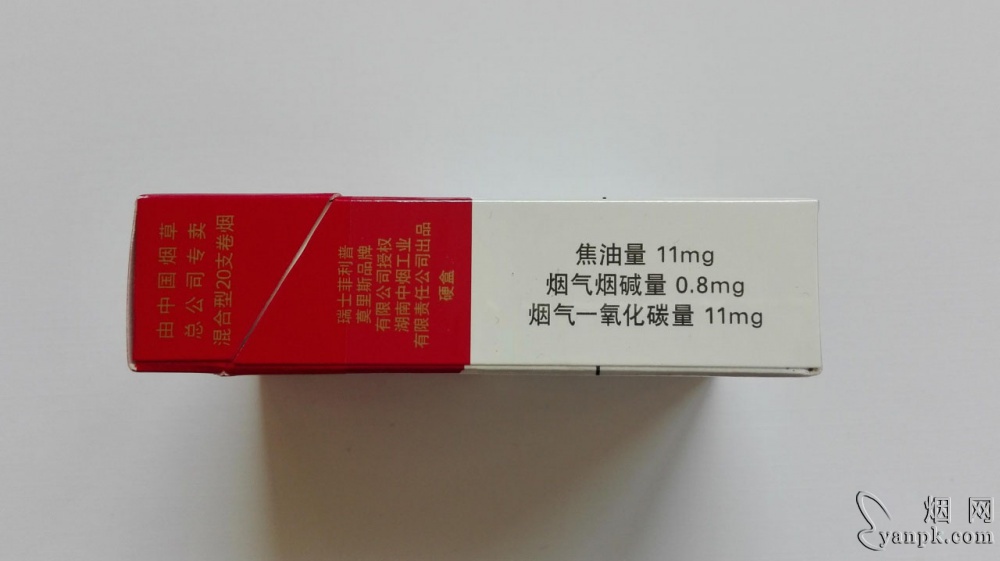 由中国烟草
总公司专卖
混合型20支卷烟
瑞士菲利普
莫里斯品牌
有限公司授权
湖南中烟工业
有限责任公司出品
硬盒
焦油量 11mg
烟气烟碱量 0.8mg
烟气一氧化碳量 11mg
烟网
yanpk.com